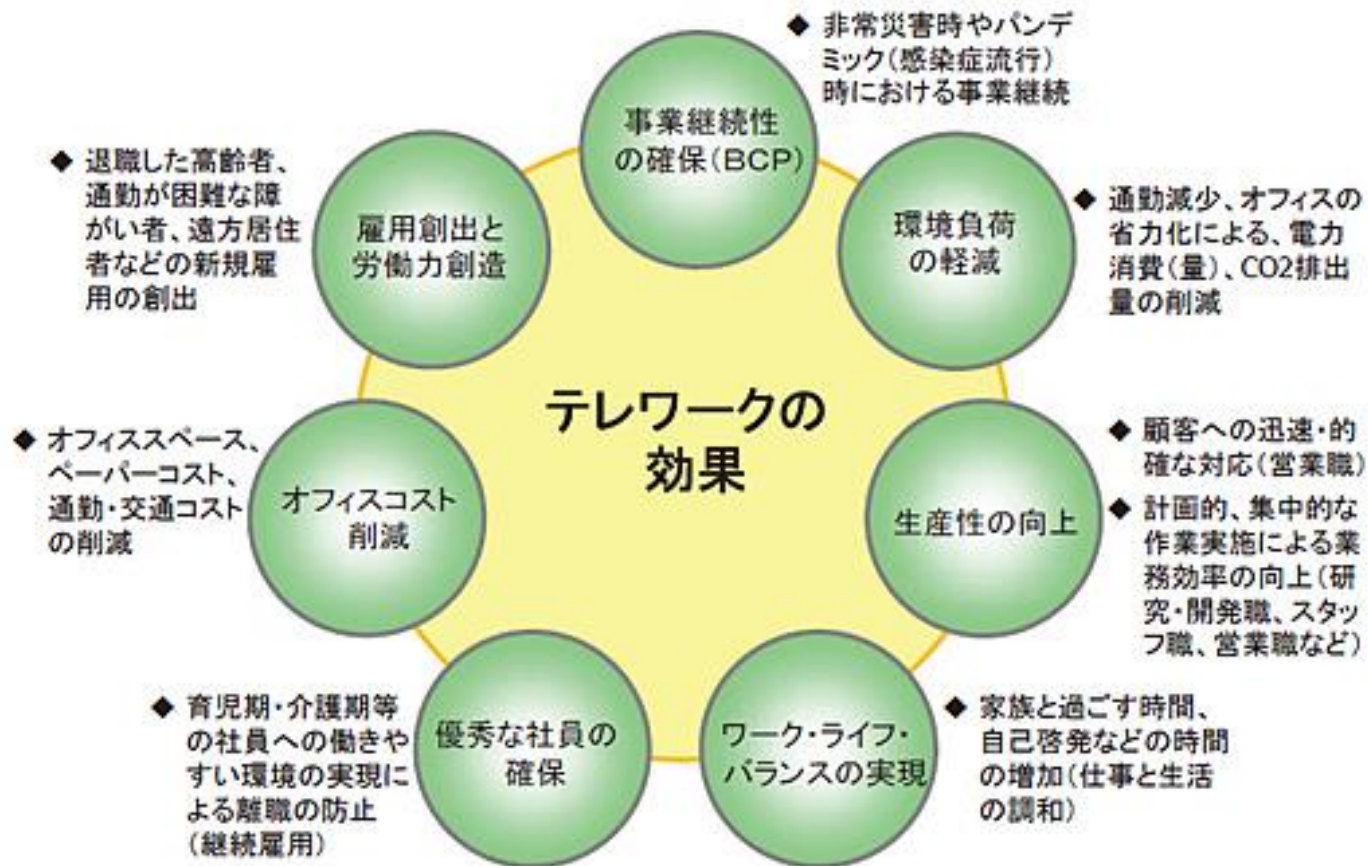 テレワークの
効果
事業継続性
の確保(BCP)
◆ 非常災害時やパンデ
ミック(感染症流行)
時における事業継続
環境負荷
の軽減
◆ 通勤減少、オフィスの
省力化による、電力
消費(量)、CO2排出
量の削減
生産性の向上
◆ 顧客への迅速・的
確な対応(営業職)
◆ 計画的、集中的な
作業実施による業
務効率の向上(研
究・開発職、スタッ
フ職、営業職など)
ワーク・ライフ・
バランスの実現
◆ 家族と過ごす時間、
自己啓発などの時間
の増加(仕事と生活
の調和)
優秀な社員の
確保
◆ 育児期・介護期等
の社員への働きや
すい環境の実現に
よる離職の防止
(継続雇用)
オフィスコスト
削減
◆ オフィススペース、
ペーパーコスト、
通勤・交通コスト
の削減
雇用創出と
労働力創造
◆ 退職した高齢者、
通勤が困難な障
がい者、遠方居住
者などの新規雇
用の創出